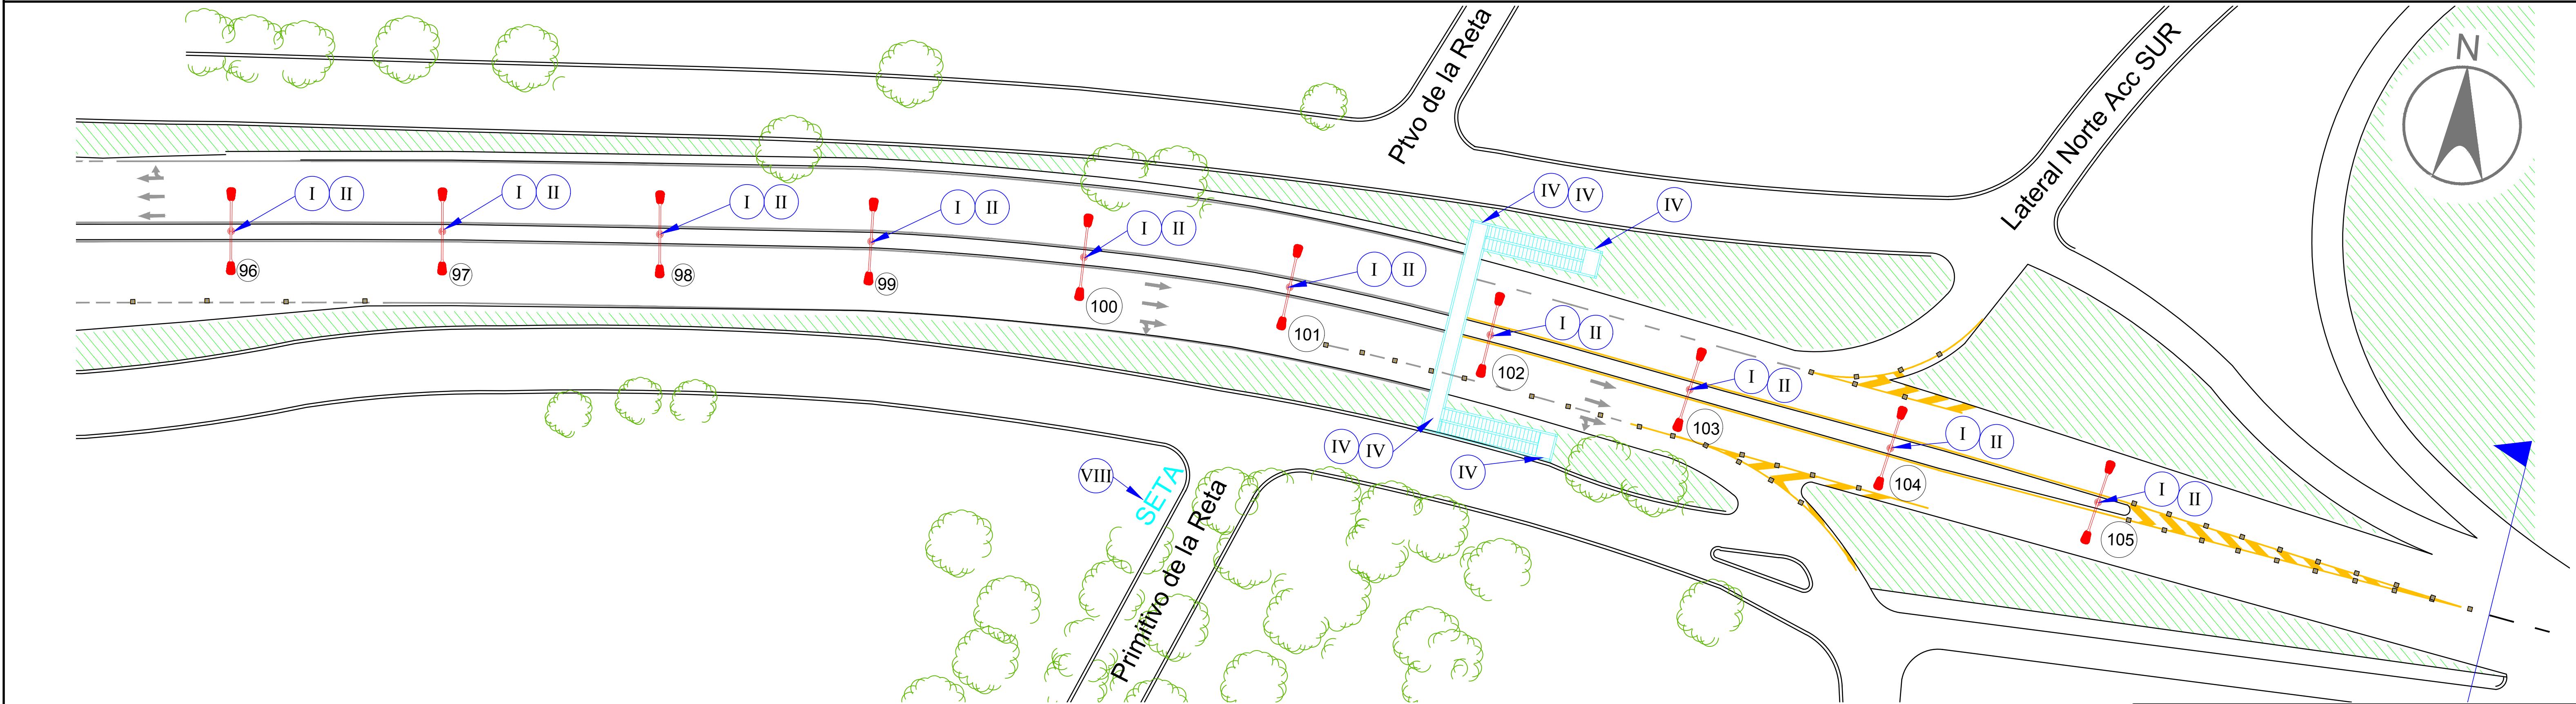 N
Ptvo de la Reta
Lateral Norte Acc SUR
I II
I II
I II
I II
I II
I II
IV IV
IV
I II
I II
I II
I II
96
97
98
99
100
101
102
103
104
105
IV IV
IV
VIII
SETA
Primitivo de la Reta